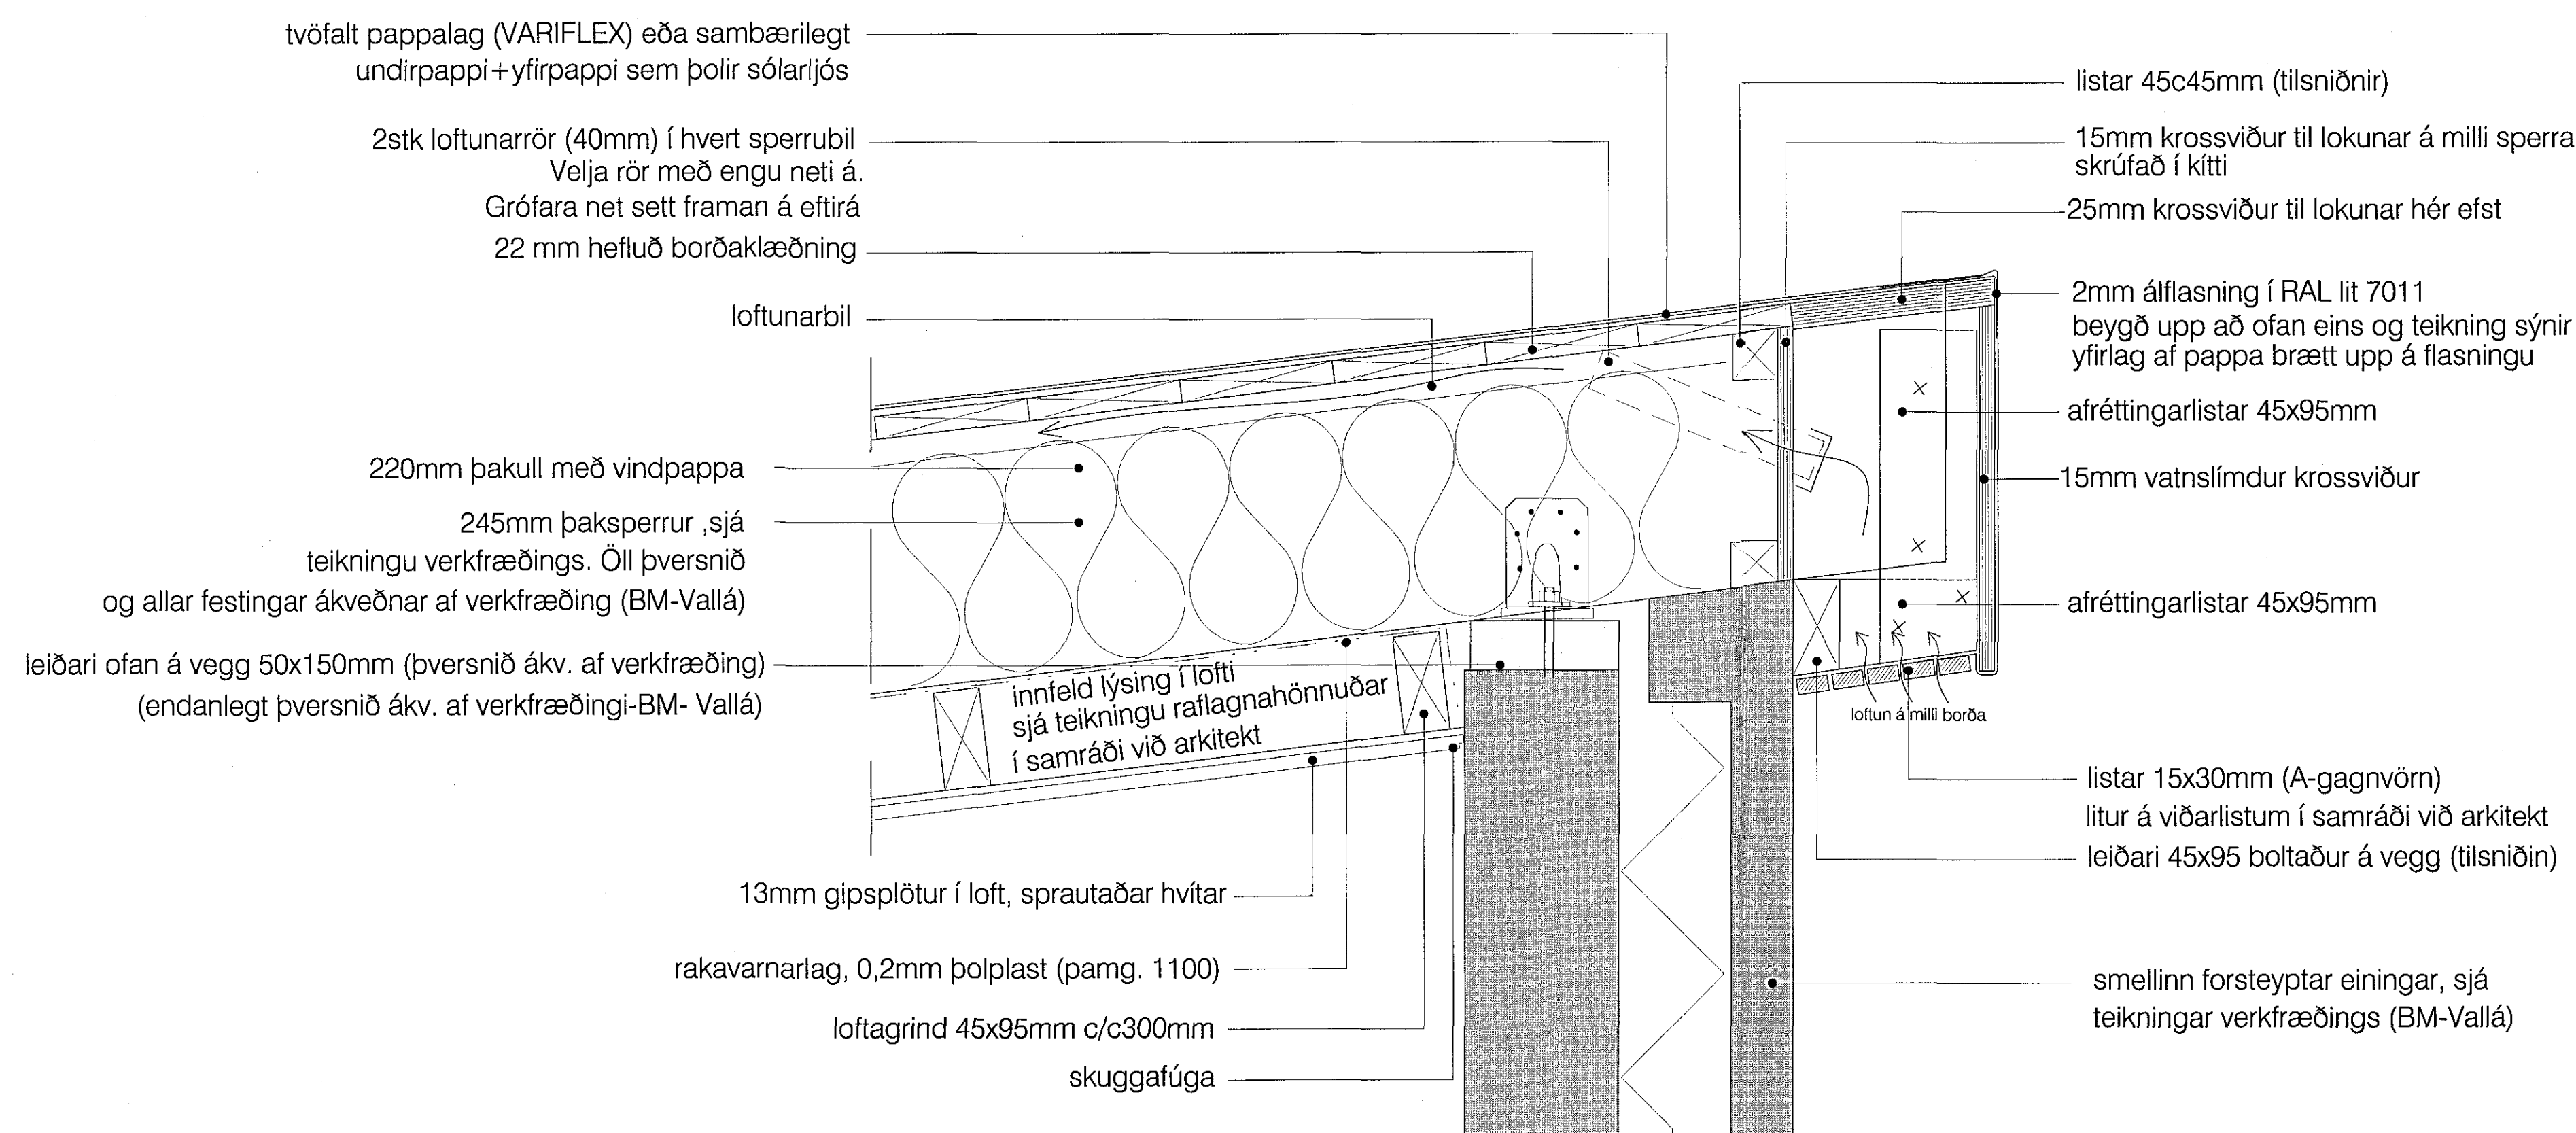 tvöfalt pappalag (VARIFLEX) eða sambærilegt
undirpappi+yfirpappi sem þolir sólarljós
2stk loftunarrör (40mm) í hvert sperrubil
Velja rör með engu neti á.
Grófara net sett framan á eftirá
22 mm hefluð borðaklæðning
loftunarbil
220mm þakull með vindpappa
245mm þaksperrur ,sjá
teikningu verkfræðings. Öll þversnið
og allar festingar ákveðnar af verkfræðing (BM-Vallá)
leiðari ofan á vegg 50x150mm (þversnið ákv. af verkfræðing)
(endanlegt þversnið ákv. af verkfræðingi-BM- Vallá)
innfeld lýsing í lofti
sjá teikningu raflagnahönnuðar
í samráði við arkitekt
13mm gipsplötur í loft, sprautaðar hvítar
rakavarnarlag, 0,2mm þolplast (pamg. 1100)
loftagrind 45x95mm c/c300mm
skuggafúga
listar 45c45mm (tilsniðnir)
15mm krossviður til lokunar á milli sperra
skrúfað í kítti
25mm krossviður til lokunar hér efst
2mm álflasning í RAL lit 7011
beygð upp að ofan eins og teikning sýnir
yfirlag af pappa brætt upp á flasningu
afréttingarlistar 45x95mm
15mm vatnslímdur krossviður
afréttingarlistar 45x95mm
loftun á milli borða
listar 15x30mm (A-gagnvörn)
litur á viðarlistum í samráði við arkitekt
leiðari 45x95 boltaður á vegg (tilsniðin)
smellinn forsteyptar einingar, sjá
teikningar verkfræðings (BM-Vallá)